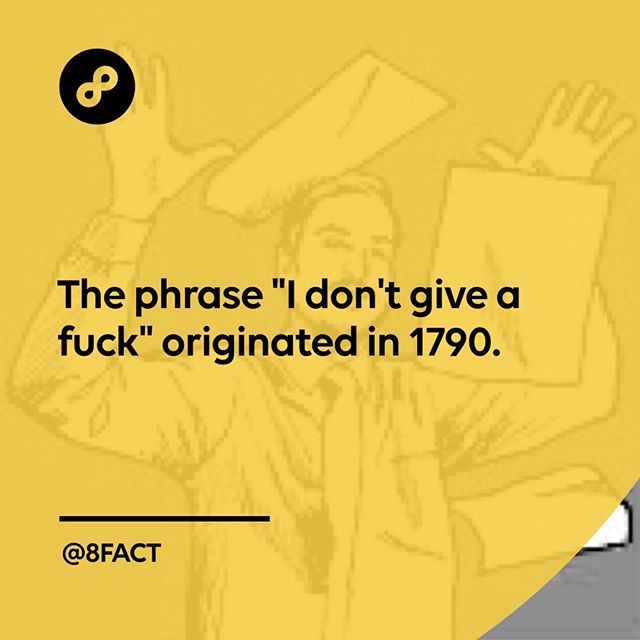 The phrase "I don't give a
fuck" originated in 1790.
@8FACT